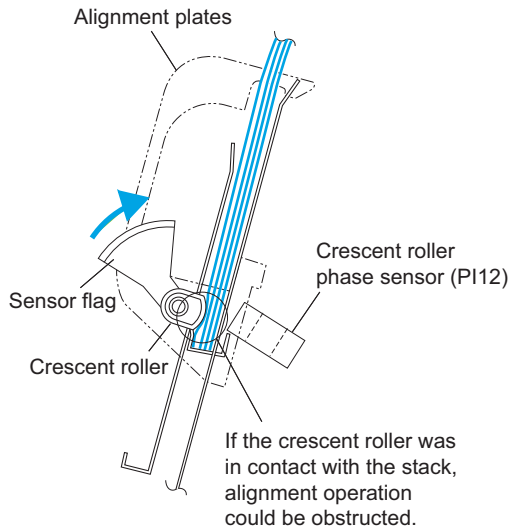 Alignment plates
Crescent roller
phase sensor (PI12)
Sensor flag
Crescent roller
If the crescent roller was
in contact with the stack,
alignment operation
could be obstructed.